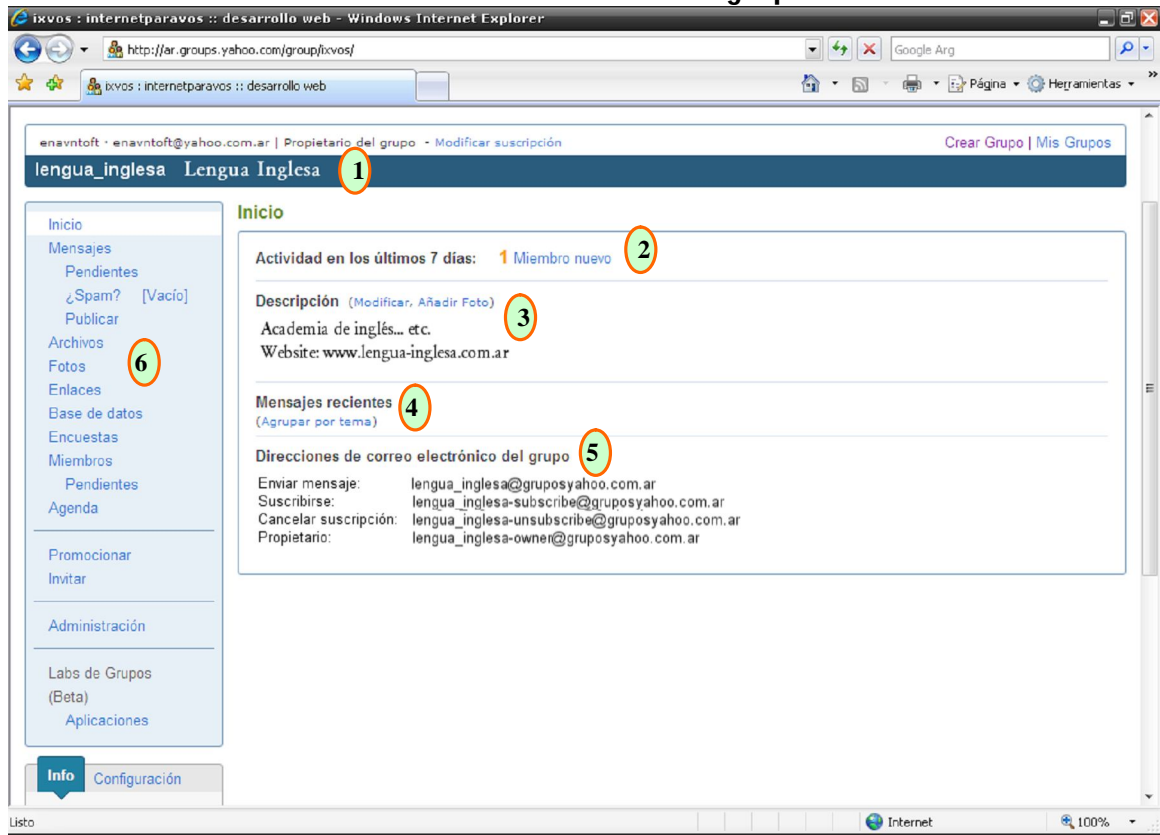 ixvos : internetparavos :: desarrollo web - Windows Internet Explorer
http://ar.groups.yahoo.com/group/ixvos/
Google Arg
ixvos : internetparavos :: desarrollo web
Página
Herramientas
enavntoft · enavntoft@yahoo.com.ar | Propietario del grupo - Modificar suscripción
Crear Grupo | Mis Grupos
lengua_inglesa Lengua Inglesa 1
Inicio
Mensajes
Pendientes
¿Spam? [Vacío]
Publicar
Archivos
Fotos
6
Enlaces
Base de datos
Encuestas
Miembros
Pendientes
Agenda
Promocionar
Invitar
Administración
Labs de Grupos
(Beta)
Aplicaciones
Info
Configuración
Inicio
Actividad en los últimos 7 días: 1 Miembro nuevo 2
Descripción (Modificar, Añadir Foto) 3
Academia de inglés... etc.
Website: www.lengua-inglesa.com.ar
Mensajes recientes 4
(Agrupar por tema)
Direcciones de correo electrónico del grupo 5
Enviar mensaje: lengua_inglesa@gruposyahoo.com.ar
Suscribirse: lengua_inglesa-subscribe@gruposyahoo.com.ar
Cancelar suscripción: lengua_inglesa-unsubscribe@gruposyahoo.com.ar
Propietario: lengua_inglesa-owner@gruposyahoo.com.ar
Listo
Internet
100%